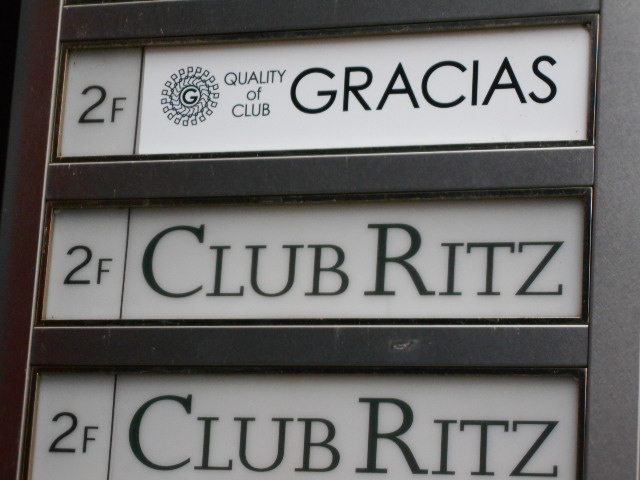 2F G QUALITY of CLUB GRACIAS
2F CLUB RITZ
2F CLUB RITZ